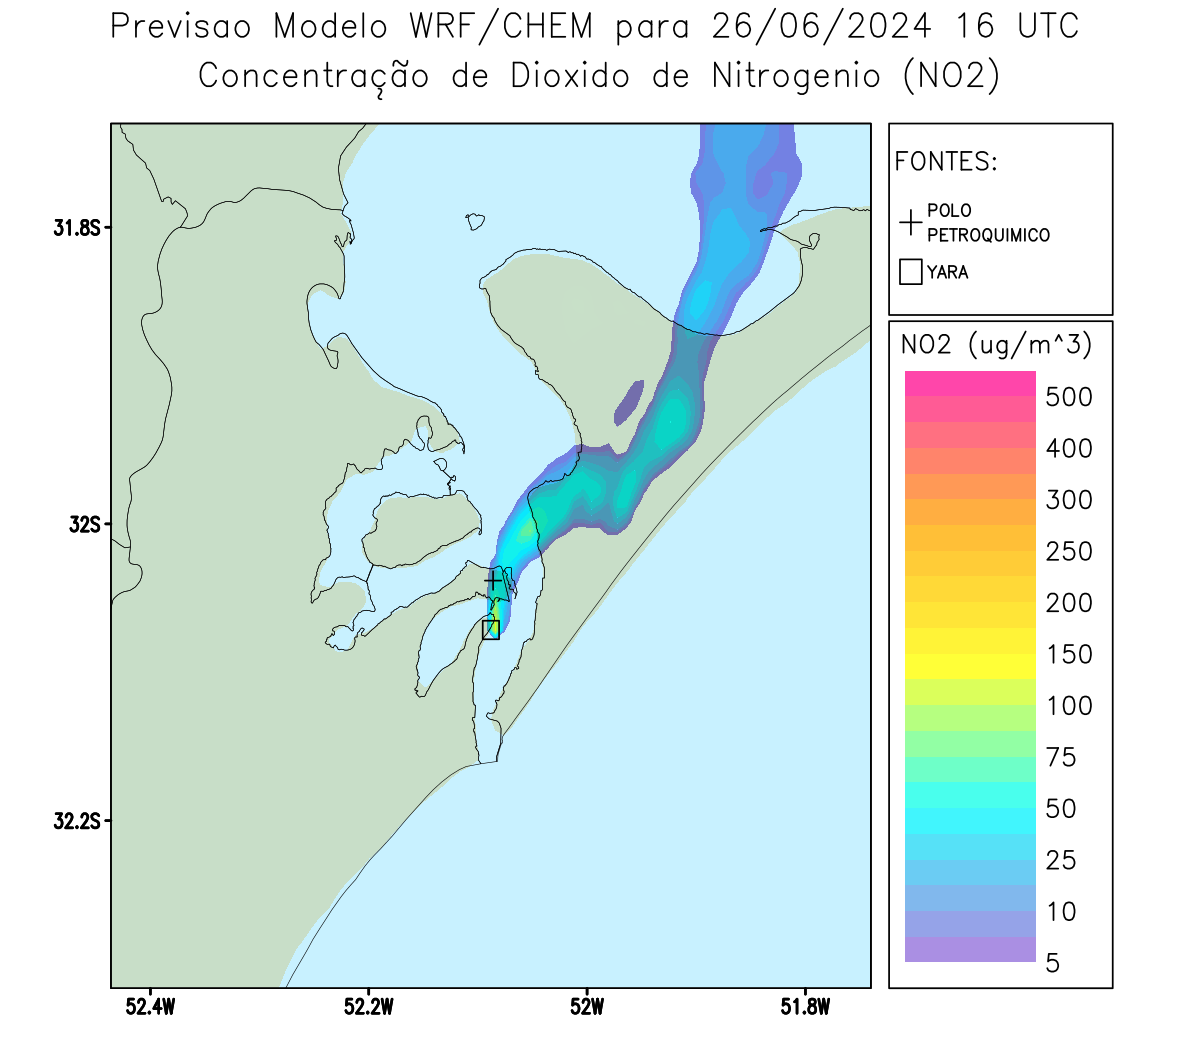 Previsao Modelo WRF/CHEM para 26/06/2024 16 UTC
Concentração de Dioxido de Nitrogenio (NO2)
FONTES:
POLO
PETROQUIMICO
YARA
31.8S
32S
32.2S
52.4W
52.2W
52W
51.8W
NO2 (ug/m^3)
500
400
300
250
200
150
100
75
50
25
10
5